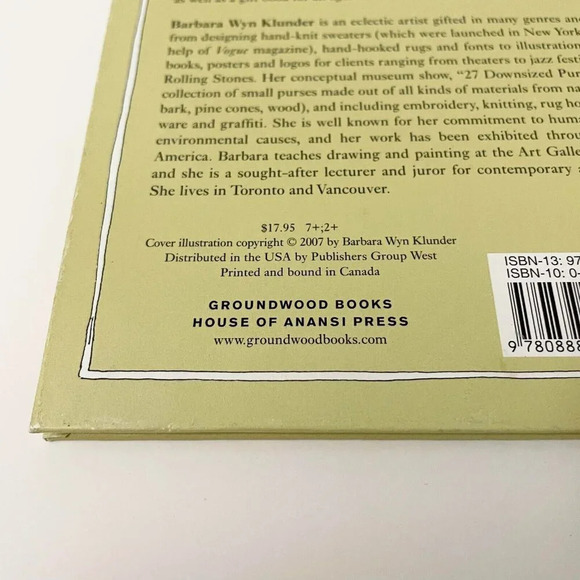 Barbara Wyn Klunder is an eclectic artist gifted in many genres
from designing hand-knit sweaters (which were launched in New York
help of Vogue magazine), hand-hooked rugs and fonts to illustration
books, posters and logos for clients ranging from theaters to jazz
Rolling Stones. Her conceptual museum show, "27 Downsized
collection of small purses made out of all kinds of materials from
bark, pine cones, wood), and including embroidery, knitting, rug
ware and graffiti. She is well known for her commitment to
environmental causes, and her work has been exhibited
America. Barbara teaches drawing and painting at the Art
and she is a sought-after lecturer and juror for contemporary
She lives in Toronto and Vancouver.
$17.95 7+;2+
Cover illustration copyright © 2007 by Barbara Wyn Klunder
Distributed in the USA by Publishers Group West
Printed and bound in Canada
GROUNDWOOD BOOKS
HOUSE OF ANANSI PRESS
www.groundwoodbooks.com
ISBN-13: 97
ISBN-10: 0-
9 780888